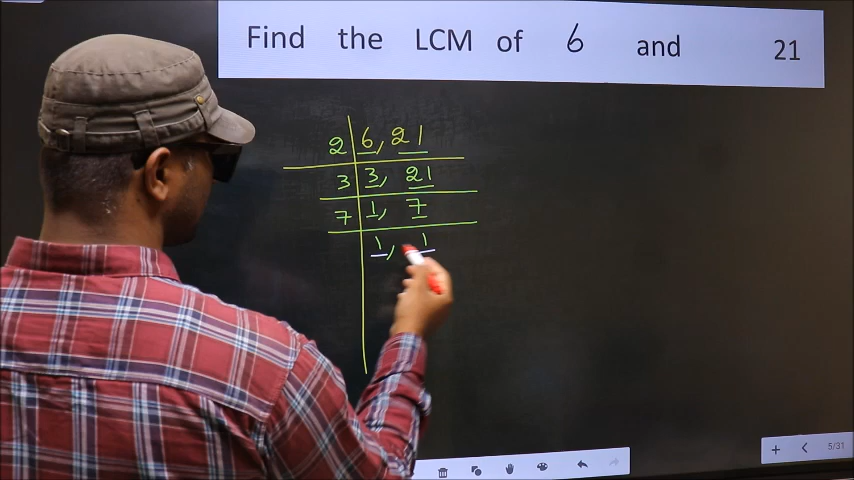 Find the LCM of 6 and 21
2 6, 21
3 3, 21
7 1, 7
1, 1
5/31